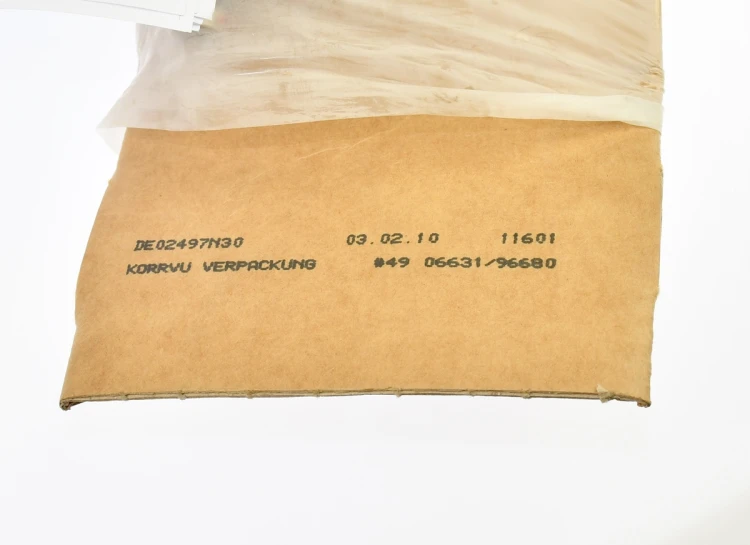 DE02497N30 03.02.10 11601
KORRVU VERPACKUNG #49 06631/96680